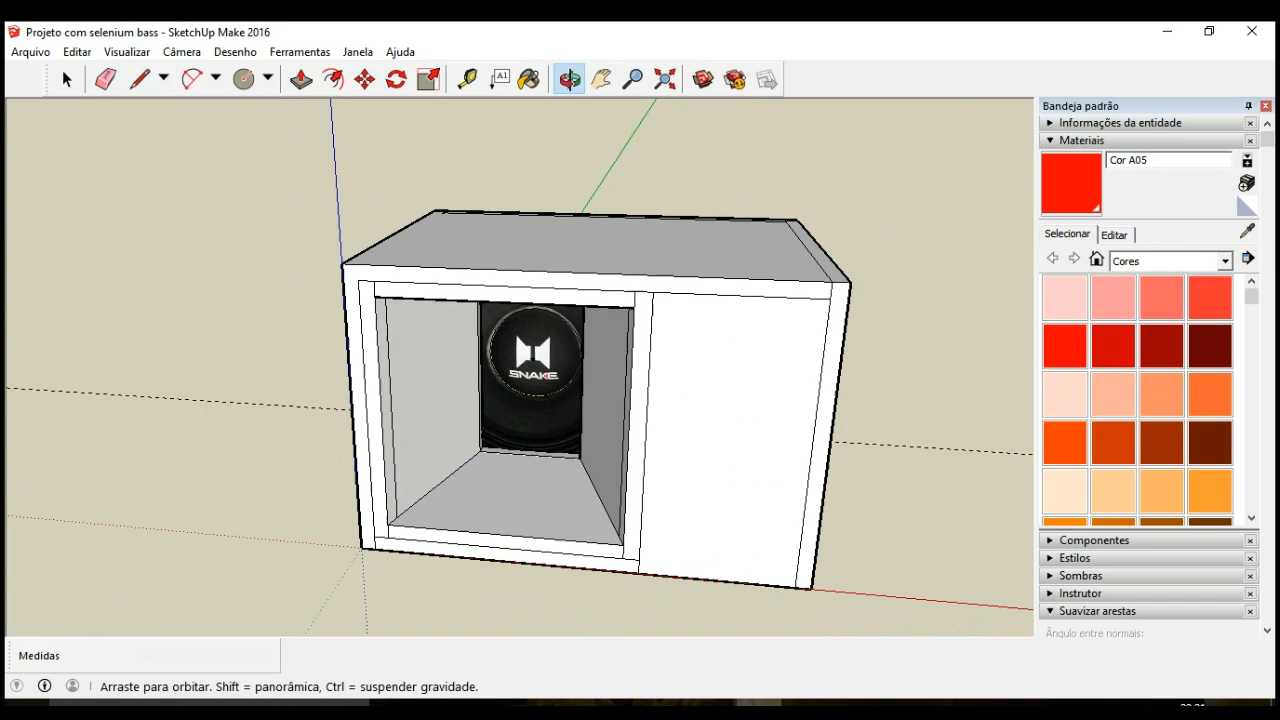 Projeto com selenium bass - SketchUp Make 2016
Arquivo Editar Visualizar Câmera Desenho Ferramentas Janela Ajuda
A1
Bandeja padrão
Informações da entidade
Materiais
Cor A05
Selecionar Editar
Cores
SNAKE
Componentes
Estilos
Sombras
Instrutor
Suavizar arestas
Ângulo entre normais:
Medidas
Arraste para orbitar. Shift = panorâmica, Ctrl = suspender gravidade.